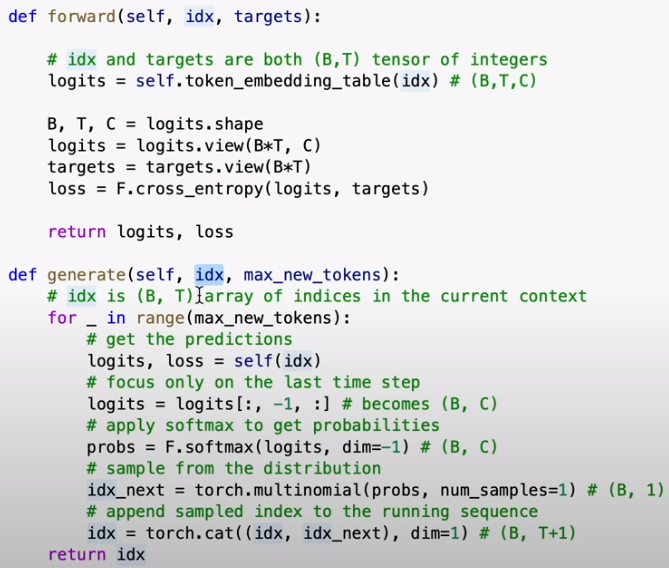 def forward(self, idx, targets):
# idx and targets are both (B,T) tensor of integers
logits = self.token_embedding_table(idx) # (B,T,C)
B, T, C = logits.shape
logits = logits.view(B*T, C)
targets = targets.view(B*T)
loss = F.cross_entropy(logits, targets)
return logits, loss
def generate(self, idx, max_new_tokens):
# idx is (B, T) array of indices in the current context
for _ in range(max_new_tokens):
# get the predictions
logits, loss = self(idx)
# focus only on the last time step
logits = logits[:, -1, :] # becomes (B, C)
# apply softmax to get probabilities
probs = F.softmax(logits, dim=-1) # (B, C)
# sample from the distribution
idx_next = torch.multinomial(probs, num_samples=1) # (B, 1)
# append sampled index to the running sequence
idx = torch.cat((idx, idx_next), dim=1) # (B, T+1)
return idx